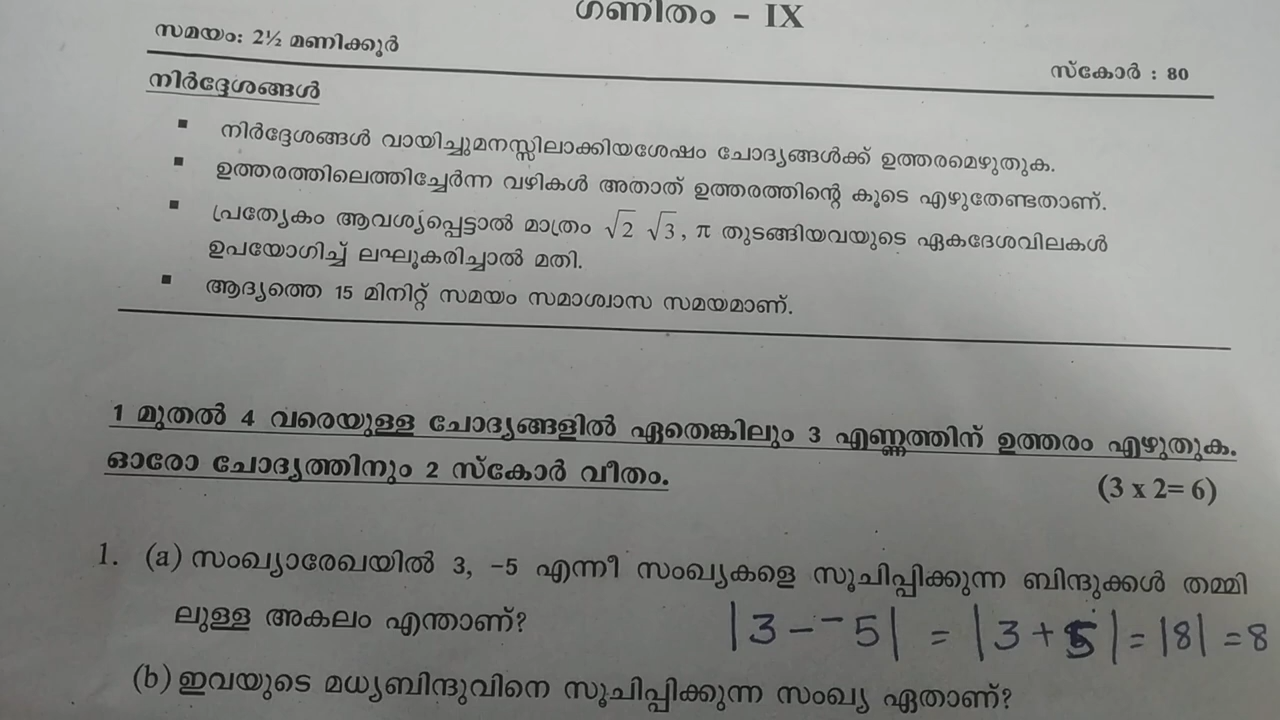 ഗണിതം – IX
സമയം: 2½ മണിക്കൂർ
സ്കോർ : 80
നിർദ്ദേശങ്ങൾ
▪ നിർദ്ദേശങ്ങൾ വായിച്ചുമനസ്സിലാക്കിയശേഷം ചോദ്യങ്ങൾക്ക് ഉത്തരമെഴുതുക.
▪ ഉത്തരത്തിലെത്തിച്ചേർന്ന വഴികൾ അതാത് ഉത്തരത്തിന്റെ കൂടെ എഴുതേണ്ടതാണ്.
▪ പ്രത്യേകം ആവശ്യപ്പെട്ടാൽ മാത്രം √2 √3, π തുടങ്ങിയവയുടെ ഏകദേശവിലകൾ
ഉപയോഗിച്ച് ലഘൂകരിച്ചാൽ മതി.
▪ ആദ്യത്തെ 15 മിനിറ്റ് സമയം സമാശ്വാസ സമയമാണ്.
1 മുതൽ 4 വരെയുള്ള ചോദ്യങ്ങളിൽ ഏതെങ്കിലും 3 എണ്ണത്തിന് ഉത്തരം എഴുതുക.
ഓരോ ചോദ്യത്തിനും 2 സ്കോർ വീതം.
(3 x 2= 6)
1. (a) സംഖ്യാരേഖയിൽ 3, -5 എന്നീ സംഖ്യകളെ സൂചിപ്പിക്കുന്ന ബിന്ദുക്കൾ തമ്മി
ലുള്ള അകലം എന്താണ്? |3 - -5| = |3 + 5| = |8| = 8
(b) ഇവയുടെ മധ്യബിന്ദുവിനെ സൂചിപ്പിക്കുന്ന സംഖ്യ ഏതാണ്?